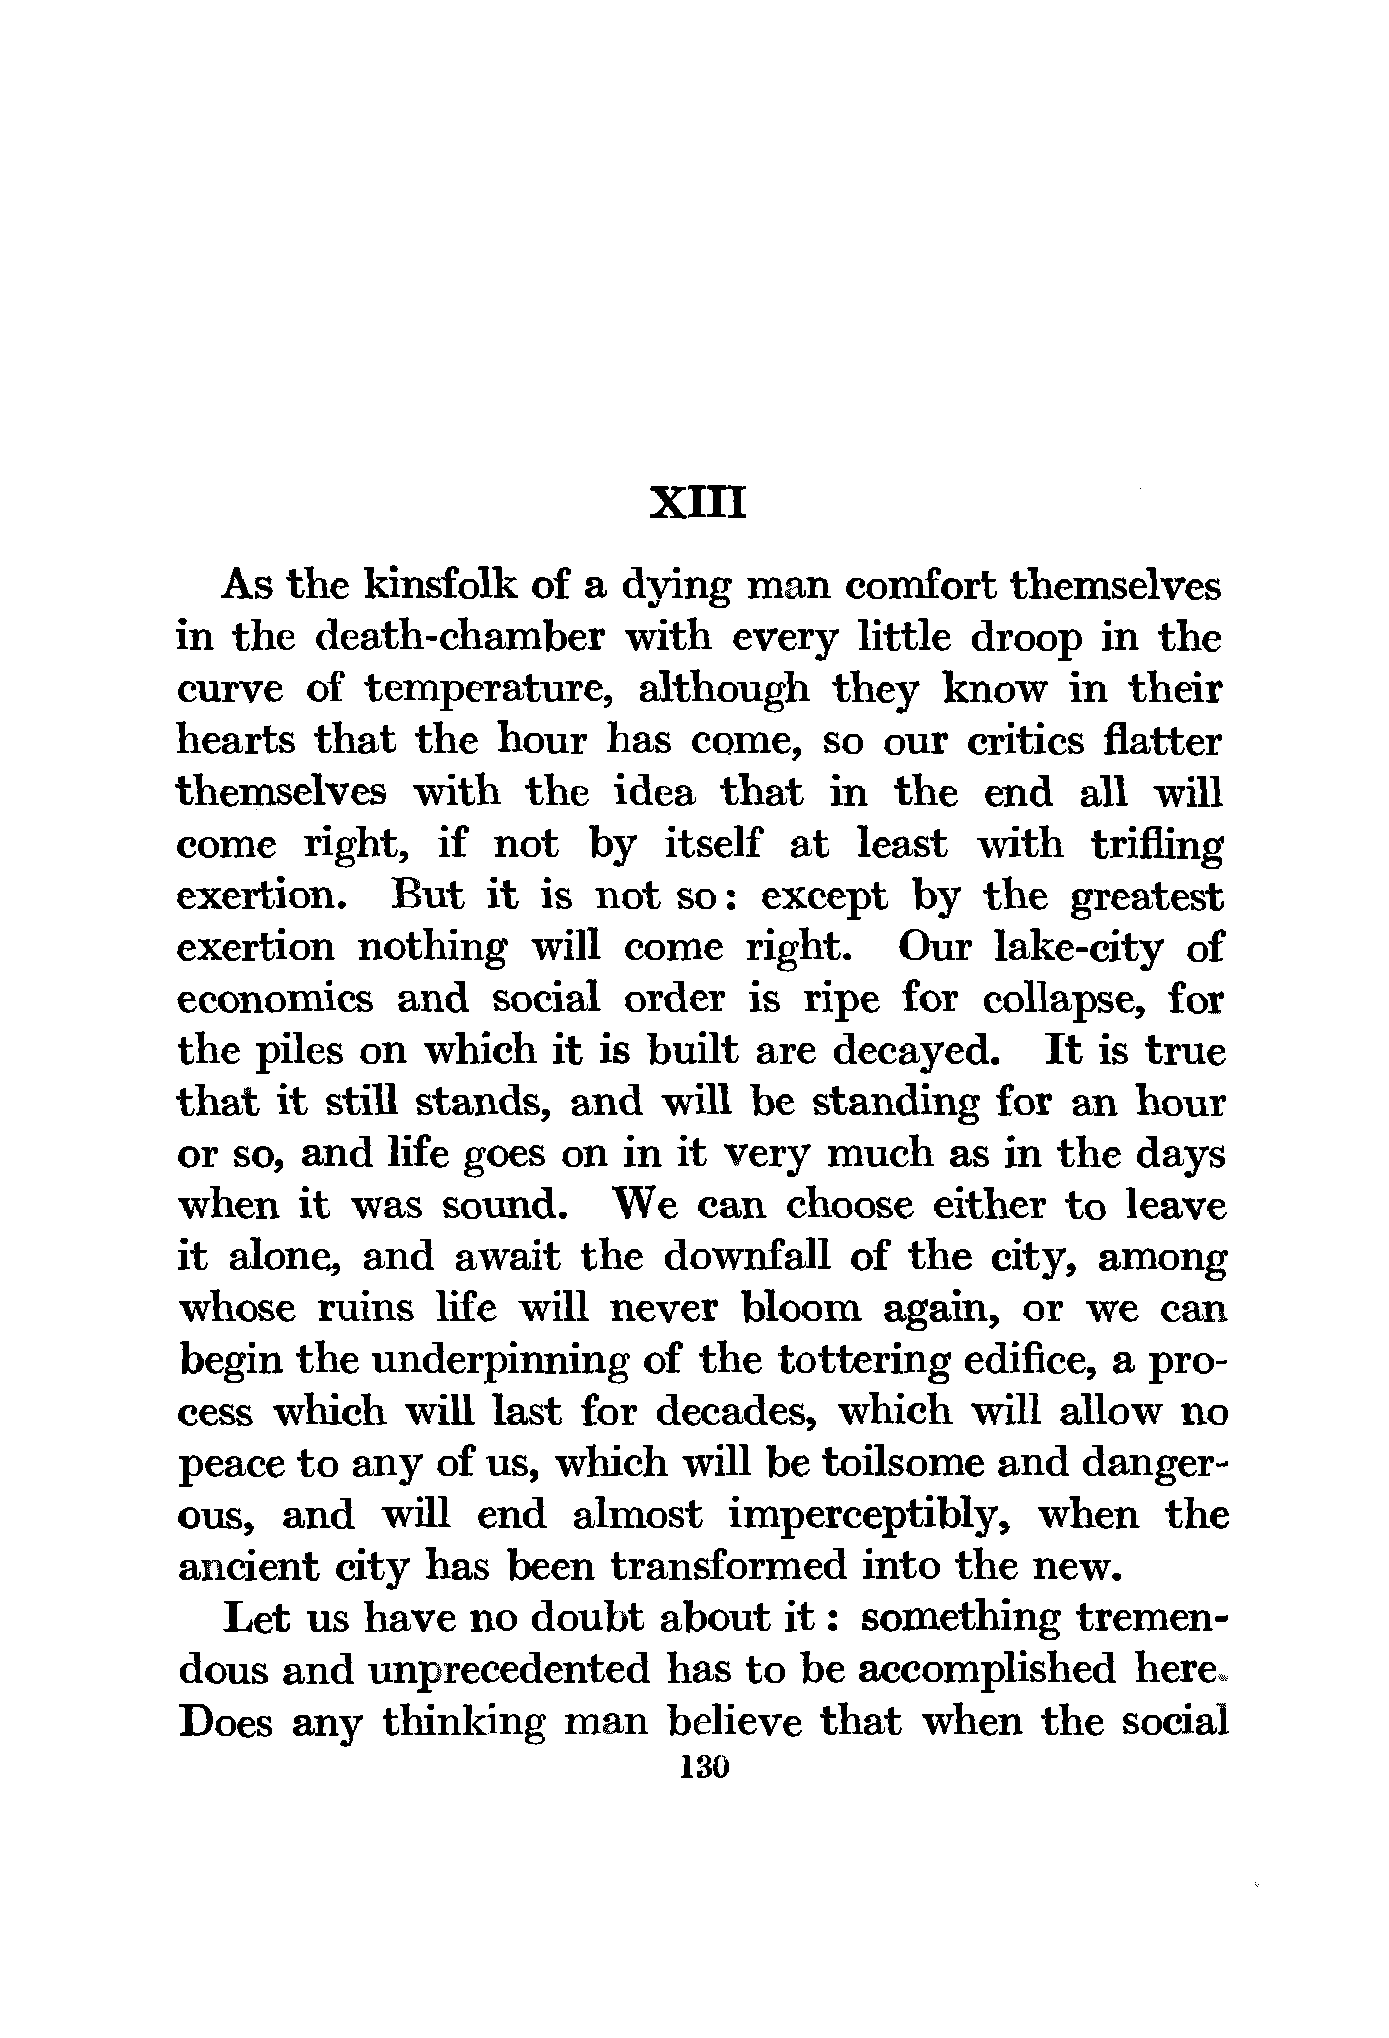 XIII
As the kinsfolk of a dying man comfort themselves
in the death-chamber with every little droop in the
curve of temperature, although they know in their
hearts that the hour has come, so our critics flatter
themselves with the idea that in the end all will
come right, if not by itself at least with trifling
exertion. But it is not so: except by the greatest
exertion nothing will come right. Our lake-city of
economics and social order is ripe for collapse, for
the piles on which it is built are decayed. It is true
that it still stands, and will be standing for an hour
or so, and life goes on in it very much as in the days
when it was sound. We can choose either to leave
it alone, and await the downfall of the city, among
whose ruins life will never bloom again, or we can
begin the underpinning of the tottering edifice, a pro-
cess which will last for decades, which will allow no
peace to any of us, which will be toilsome and danger-
ous, and will end almost imperceptibly, when the
ancient city has been transformed into the new.
Let us have no doubt about it: something tremen-
dous and unprecedented has to be accomplished here.
Does any thinking man believe that when the social
130